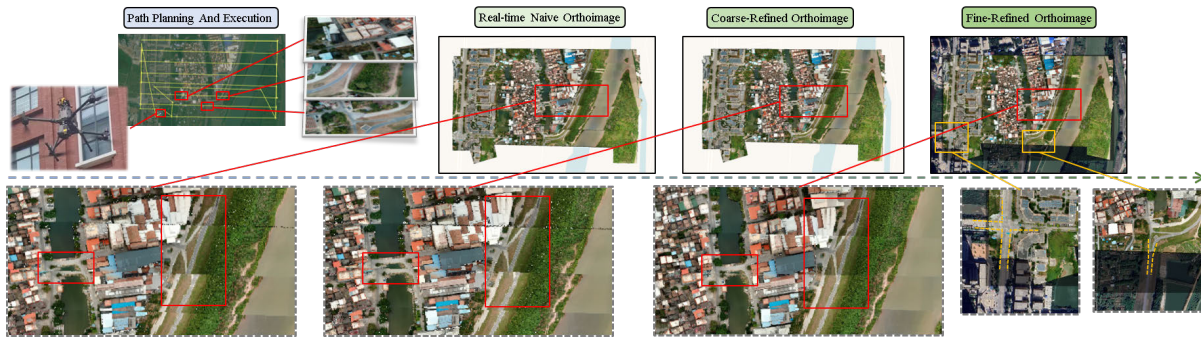 Path Planning And Execution
Real-time Naive Orthoimage
Coarse-Refined Orthoimage
Fine-Refined Orthoimage